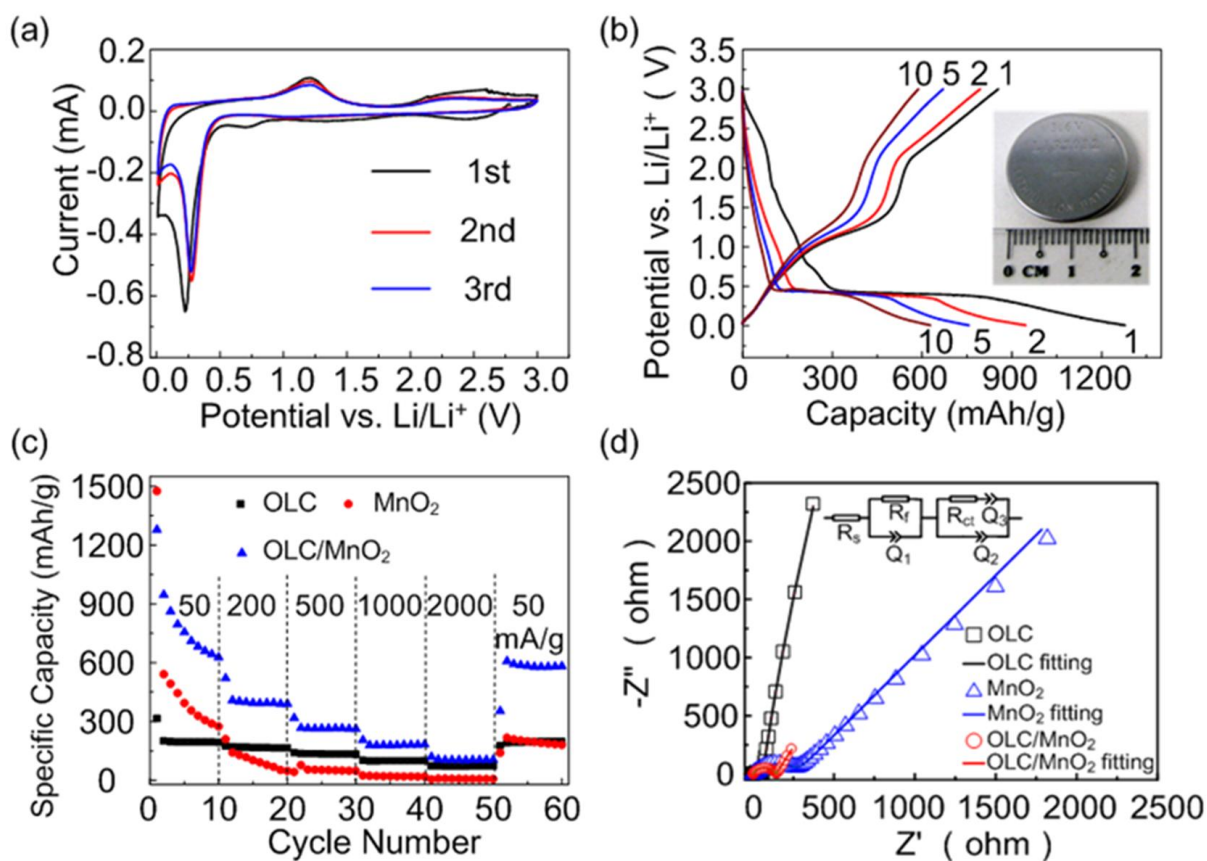 (a)
0.2
0.0
-0.2
-0.4
-0.6
-0.8
Current (mA)
1st
2nd
3rd
0.0 0.5 1.0 1.5 2.0 2.5 3.0
Potential vs. Li/Li⁺ (V)
(b)
3.5
3.0
2.5
2.0
1.5
1.0
0.5
0.0
Potential vs. Li/Li⁺ ( V)
10 5 2 1
0 CM 1 2
10 5 2 1
0 300 600 900 1200
Capacity (mAh/g)
(c)
1500
1200
900
600
300
0
Specific Capacity (mAh/g)
OLC MnO₂
OLC/MnO₂
50 200 500 1000 2000 50
mA/g
0 10 20 30 40 50 60
Cycle Number
(d)
2500
2000
1500
1000
500
0
-Z" ( ohm )
Rs Rf Q1 Rct Q3 Q2
OLC
OLC fitting
MnO₂
MnO₂ fitting
OLC/MnO₂
OLC/MnO₂ fitting
0 500 1000 1500 2000 2500
Z' ( ohm )